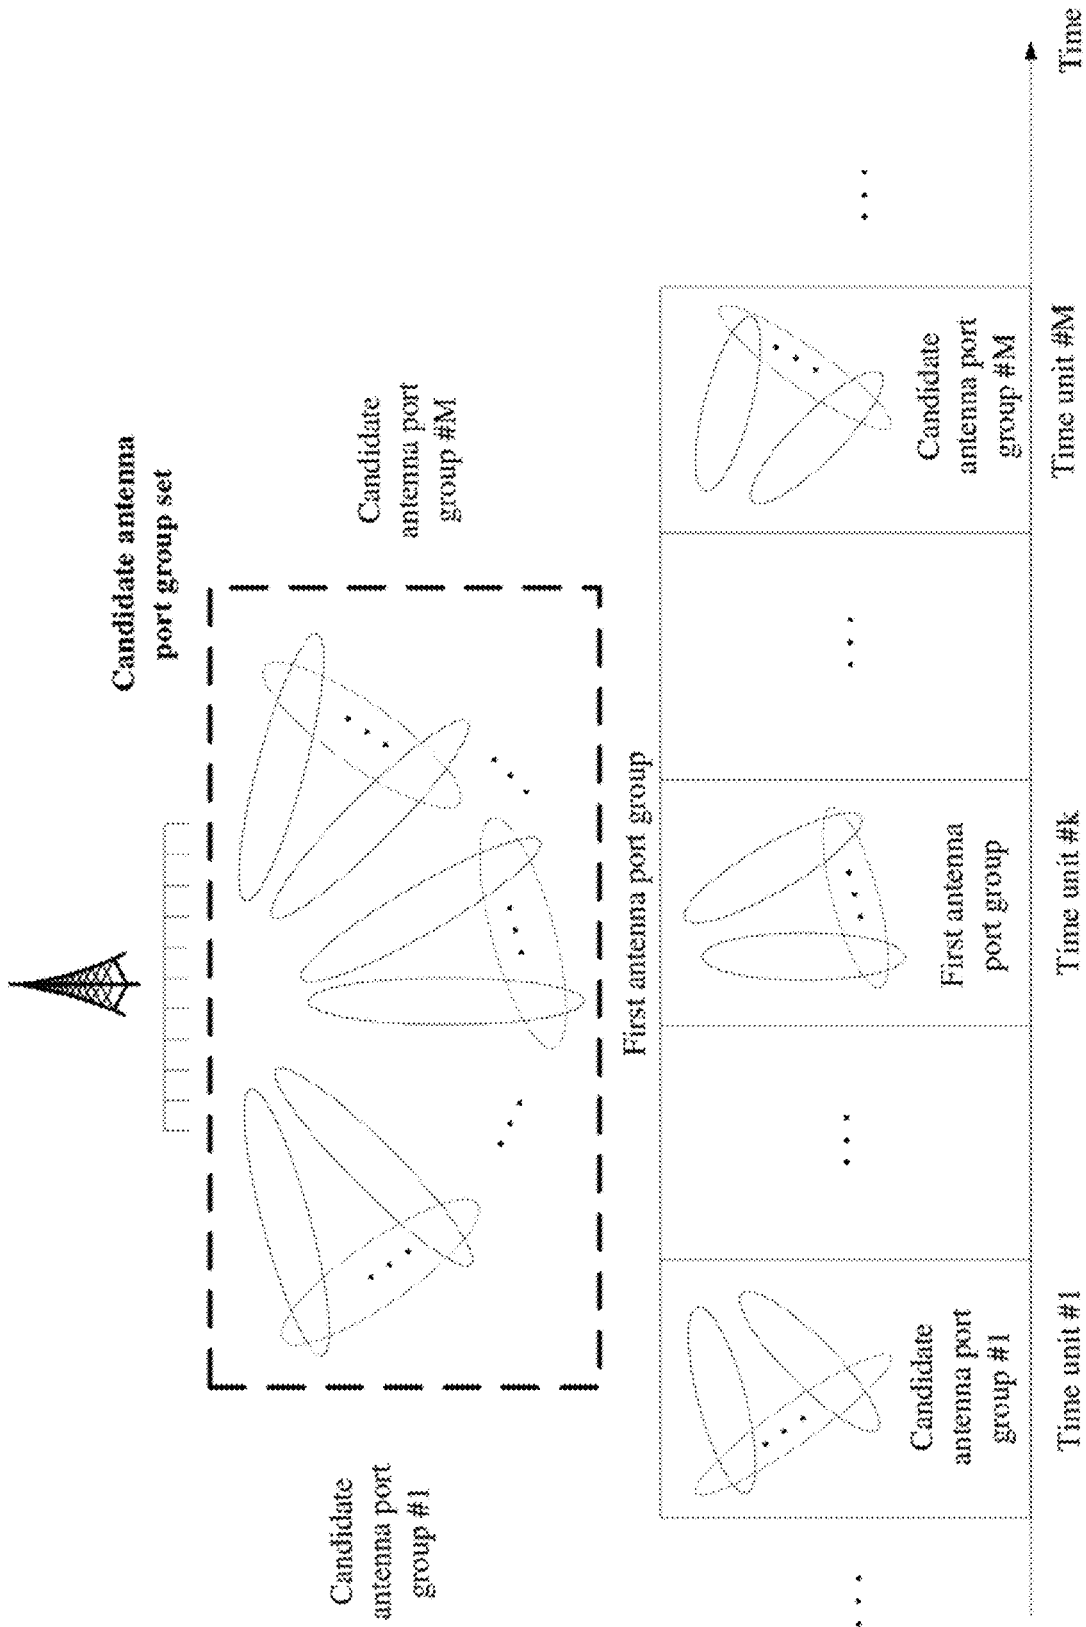 Candidate antenna
port group set
Candidate
antenna port
group #1
Candidate
antenna port
group #M
First antenna port group
Candidate
antenna port
group #1
First antenna
port group
Candidate
antenna port
group #M
Time unit #1
Time unit #k
Time unit #M
Time